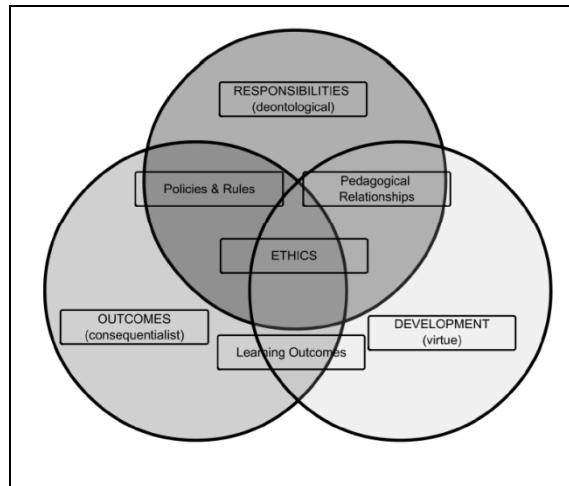 RESPONSIBILITIES
(deontological)
Policies & Rules
Pedagogical
Relationships
ETHICS
OUTCOMES
(consequentialist)
DEVELOPMENT
(virtue)
Learning Outcomes